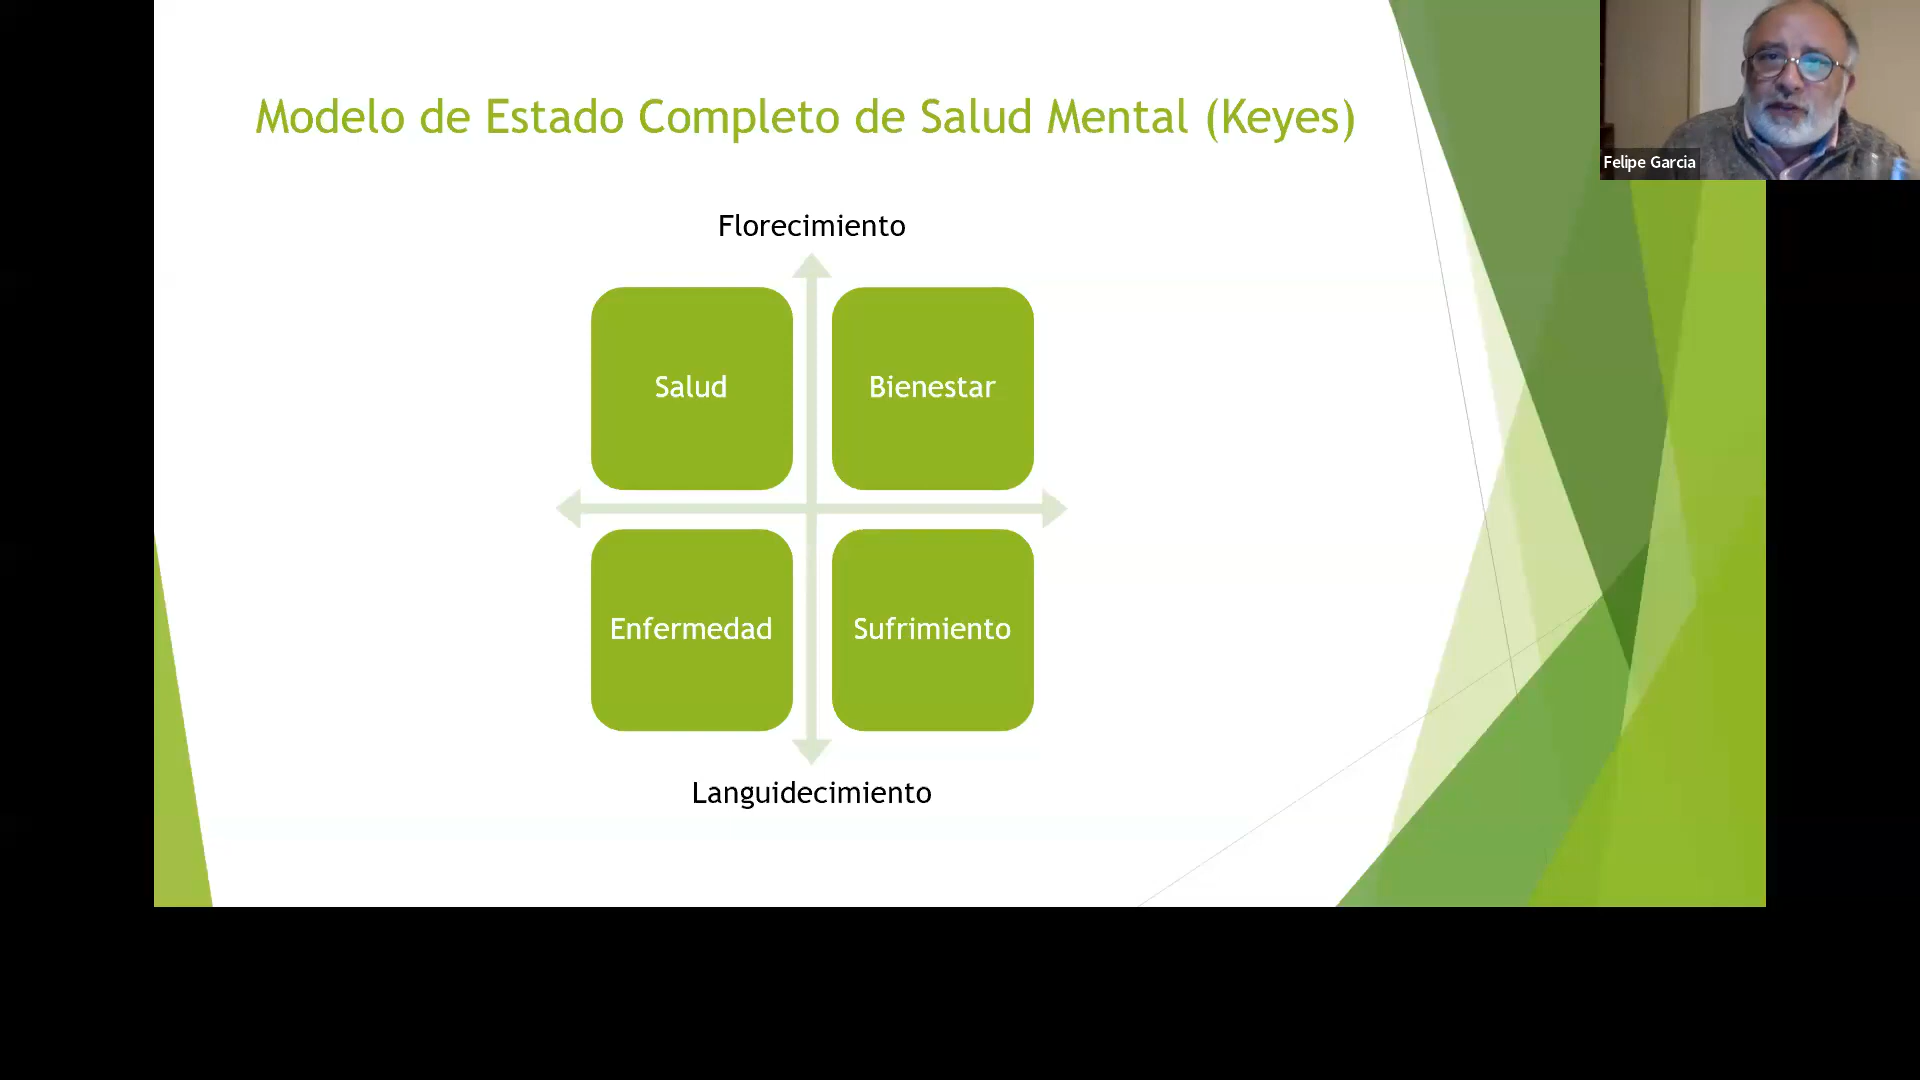 Modelo de Estado Completo de Salud Mental (Keyes)
Felipe Garcia
Florecimiento
Salud
Bienestar
Enfermedad
Sufrimiento
Languidecimiento